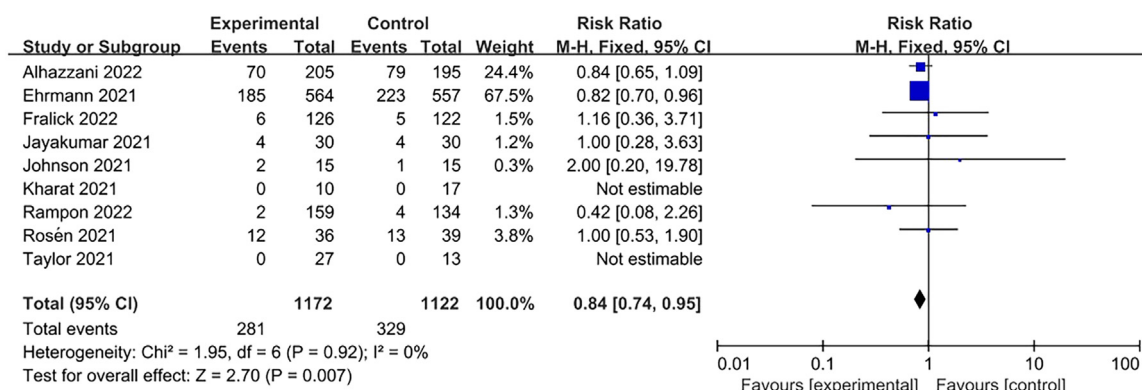 Experimental Control Risk Ratio Risk Ratio
Study or Subgroup Events Total Events Total Weight M-H, Fixed, 95% CI M-H, Fixed, 95% CI
Alhazzani 2022 70 205 79 195 24.4% 0.84 [0.65, 1.09]
Ehrmann 2021 185 564 223 557 67.5% 0.82 [0.70, 0.96]
Fralick 2022 6 126 5 122 1.5% 1.16 [0.36, 3.71]
Jayakumar 2021 4 30 4 30 1.2% 1.00 [0.28, 3.63]
Johnson 2021 2 15 1 15 0.3% 2.00 [0.20, 19.78]
Kharat 2021 0 10 0 17 Not estimable
Rampon 2022 2 159 4 134 1.3% 0.42 [0.08, 2.26]
Rosén 2021 12 36 13 39 3.8% 1.00 [0.53, 1.90]
Taylor 2021 0 27 0 13 Not estimable
Total (95% CI) 1172 1122 100.0% 0.84 [0.74, 0.95]
Total events 281 329
Heterogeneity: Chi² = 1.95, df = 6 (P = 0.92); I² = 0%
Test for overall effect: Z = 2.70 (P = 0.007)
0.01 0.1 1 10 100
Favours [experimental] Favours [control]